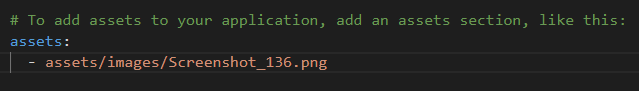 # To add assets to your application, add an assets section, like this:
assets:
- assets/images/Screenshot_136.png